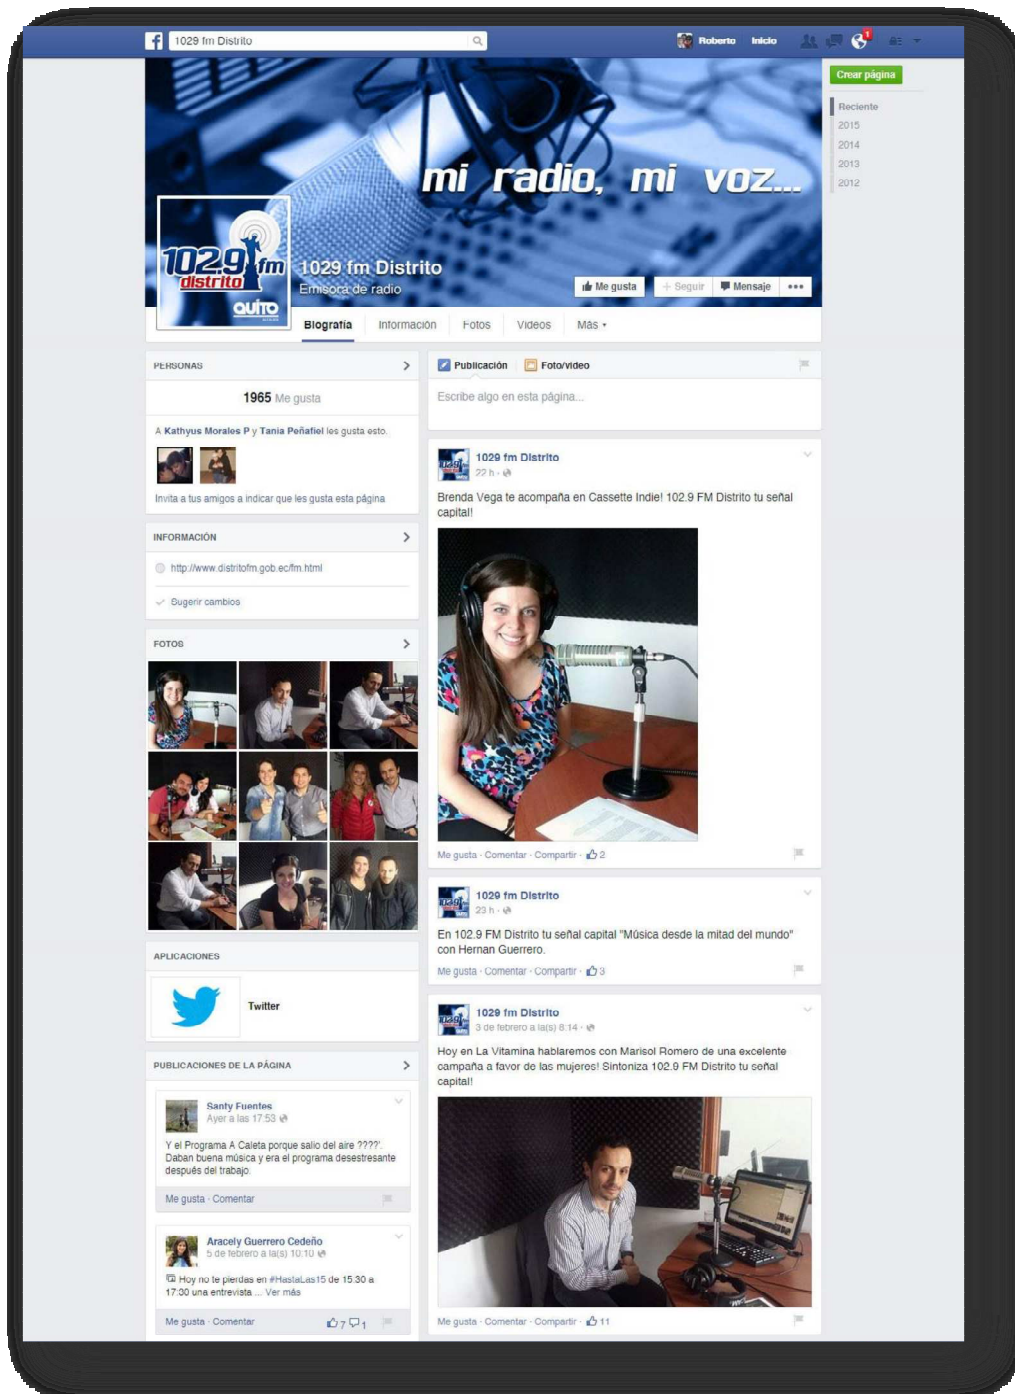 1029 fm Distrito
Roberto
Inicio
1
Crear página
Reciente
2015
2014
2013
2012
mi radio, mi voz...
102.9 fm
distrito
QUITO
1029 fm Distrito
Emisora de radio
Me gusta
Seguir
Mensaje
Biografía
Información
Fotos
Videos
Más
PERSONAS
1965 Me gusta
A Kathyus Morales P y Tania Peñafiel les gusta esto.
Invita a tus amigos a indicar que les gusta esta página
INFORMACIÓN
http://www.distritofm.gob.ec/fm.html
Sugerir cambios
FOTOS
APLICACIONES
Twitter
PUBLICACIONES DE LA PÁGINA
Santy Fuentes
Ayer a las 17:53
Y el Programa A Caleta porque salio del aire ????'.
Daban buena música y era el programa desestresante
después del trabajo.
Me gusta · Comentar
Aracely Guerrero Cedeño
5 de febrero a la(s) 10:10
Hoy no te pierdas en #HastaLas15 de 15:30 a
17:30 una entrevista ... Ver más
Me gusta · Comentar
7 1
Publicación
Foto/video
Escribe algo en esta página...
1029 fm Distrito
22 h ·
Brenda Vega te acompaña en Cassette Indie! 102.9 FM Distrito tu señal
capital!
Me gusta · Comentar · Compartir · 2
1029 fm Distrito
23 h ·
En 102.9 FM Distrito tu señal capital "Música desde la mitad del mundo"
con Hernan Guerrero.
Me gusta · Comentar · Compartir · 3
1029 fm Distrito
3 de febrero a la(s) 8:14 ·
Hoy en La Vitamina hablaremos con Marisol Romero de una excelente
campaña a favor de las mujeres! Sintoniza 102.9 FM Distrito tu señal
capital!
Me gusta · Comentar · Compartir · 11